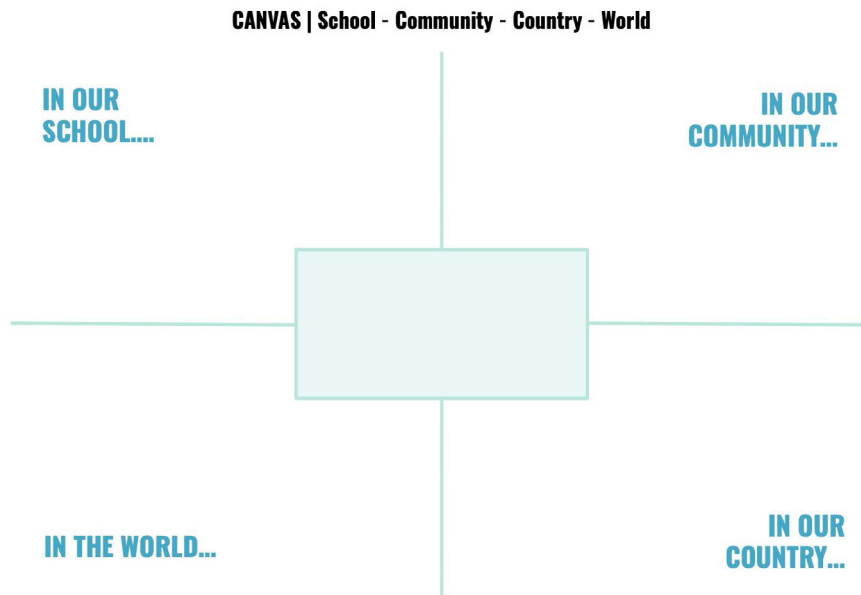 CANVAS | School - Community - Country - World
IN OUR
SCHOOL....
IN OUR
COMMUNITY...
IN THE WORLD...
IN OUR
COUNTRY...